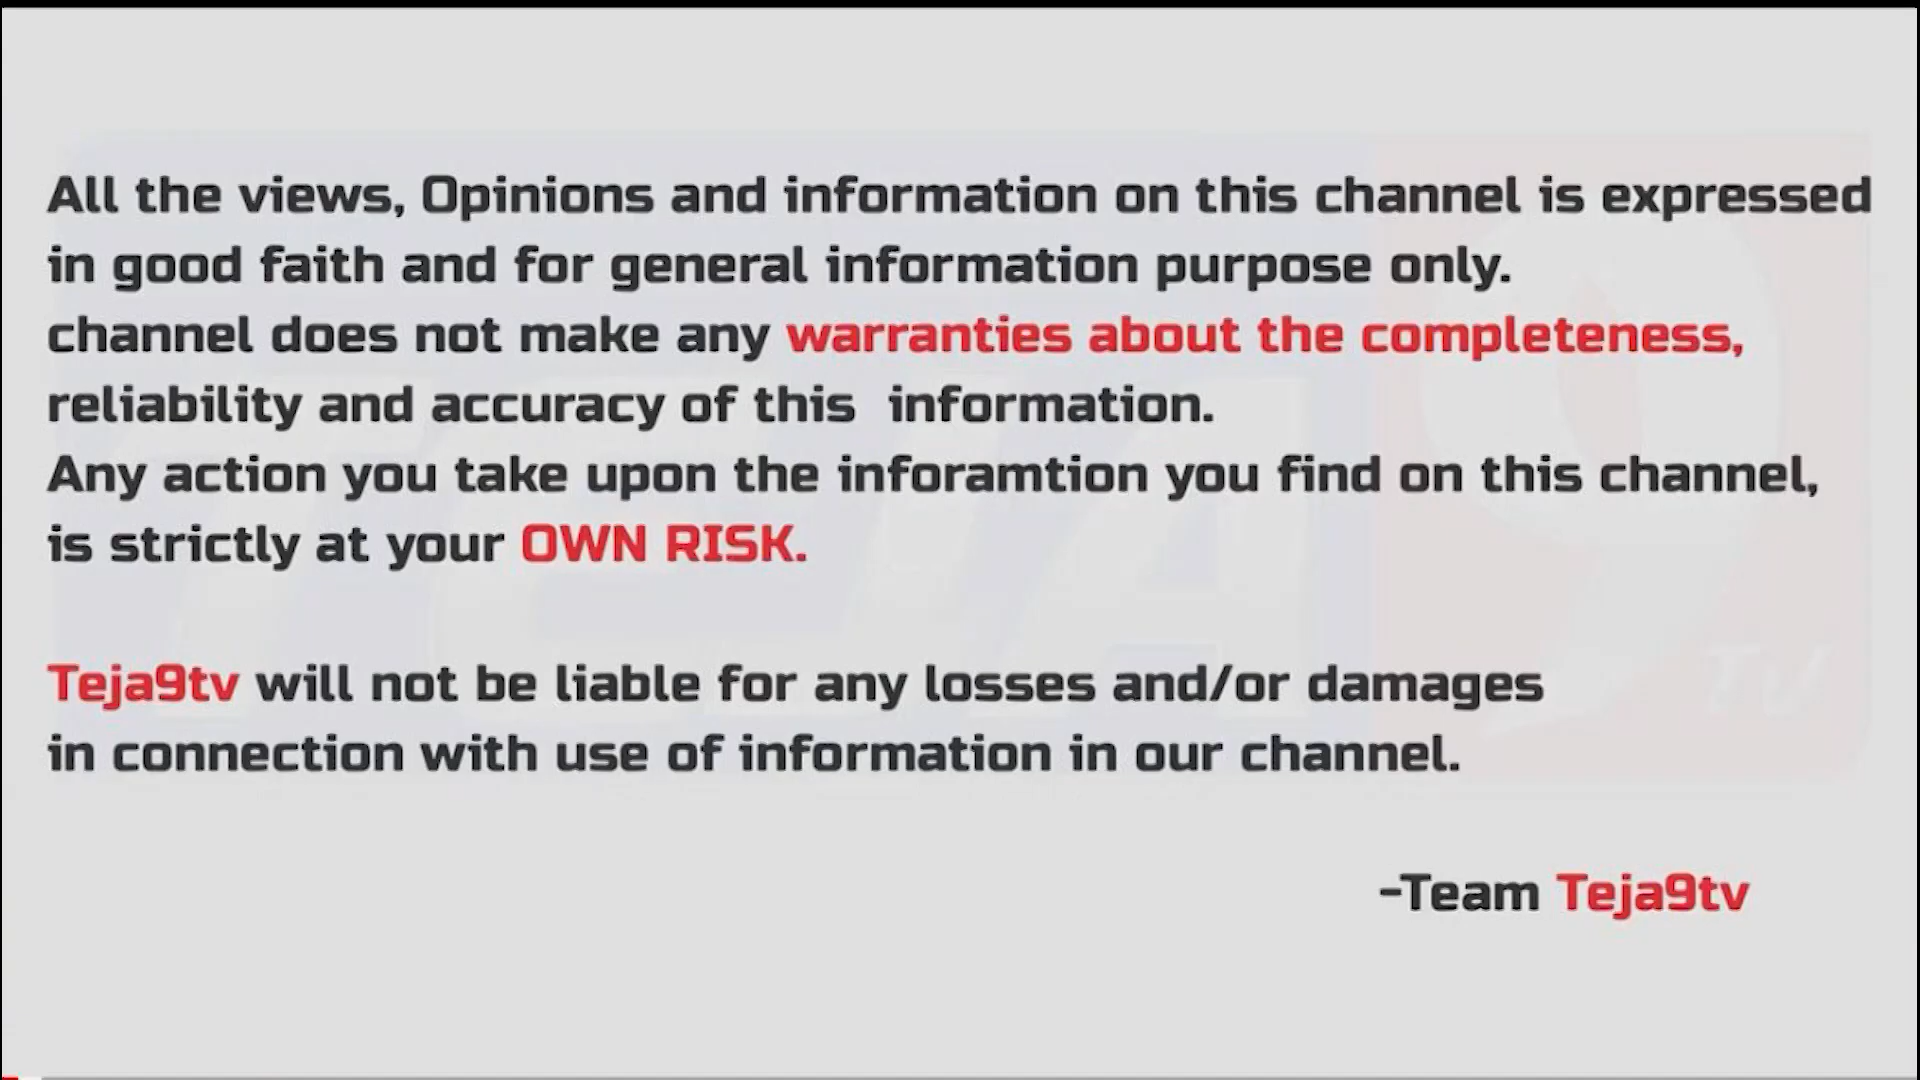 All the views, Opinions and information on this channel is expressed
in good faith and for general information purpose only.
channel does not make any warranties about the completeness,
reliability and accuracy of this  information.
Any action you take upon the inforamtion you find on this channel,
is strictly at your OWN RISK.
Teja9tv will not be liable for any losses and/or damages
in connection with use of information in our channel.
-Team Teja9tv
TEJA 9
TV